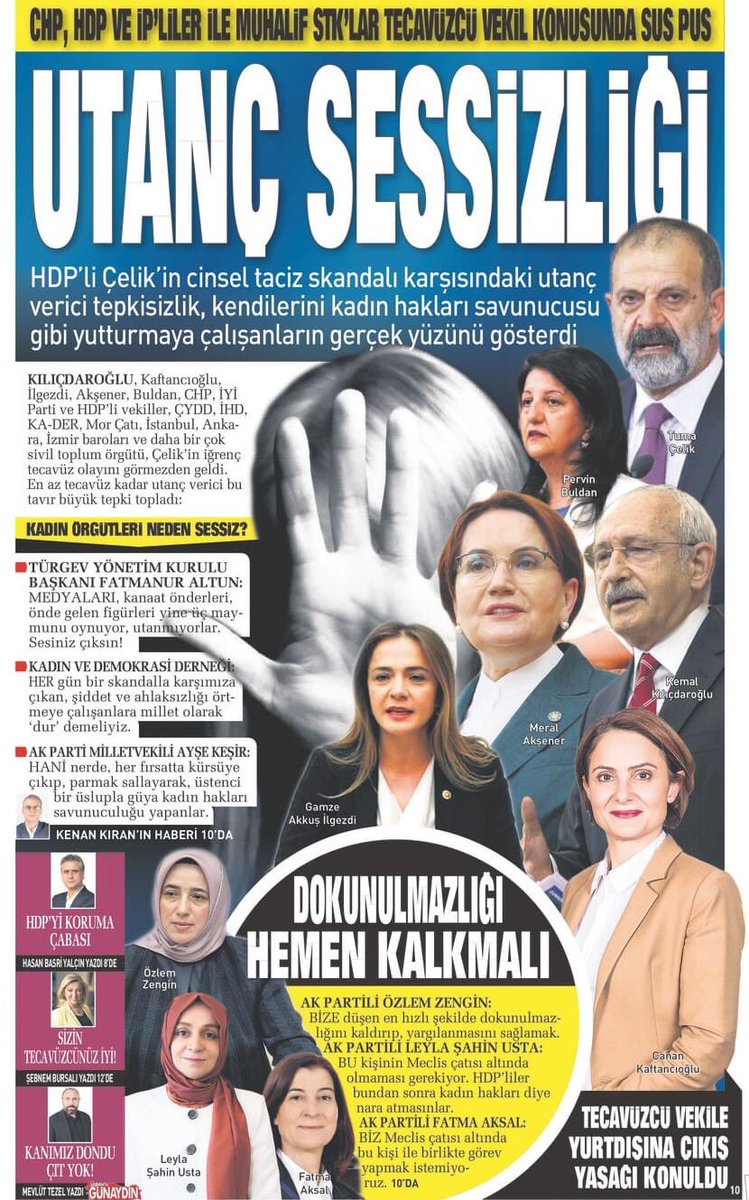 CHP, HDP VE İP'LİLER İLE MUHALİF STK'LAR TECAVÜZCÜ VEKİL KONUSUNDA SUS PUS
UTANÇ SESSİZLİĞİ
HDP'li Çelik'in cinsel taciz skandalı karşısındaki utanç
verici tepkisizlik, kendilerini kadın hakları savunucusu
gibi yutturmaya çalışanların gerçek yüzünü gösterdi
KILIÇDAROĞLU, Kaftancıoğlu,
İlgezdi, Akşener, Buldan, CHP, İYİ
Parti ve HDP'li vekiller, ÇYDD, İHD,
KA-DER, Mor Çatı, İstanbul, Anka-
ra, İzmir baroları ve daha bir çok
sivil toplum örgütü, Çelik'in iğrenç
tecavüz olayını görmezden geldi.
En az tecavüz kadar utanç verici bu
tavır büyük tepki topladı:
KADIN ÖRGÜTLERİ NEDEN SESSİZ?
TÜRGEV YÖNETİM KURULU
BAŞKANI FATMANUR ALTUN:
MEDYALARI, kanaat önderleri,
önde gelen figürleri yine üç may-
munu oynuyor, utanmıyorlar.
Sesiniz çıksın!
KADIN VE DEMOKRASİ DERNEĞİ:
HER gün bir skandalla karşımıza
çıkan, şiddet ve ahlaksızlığı ört-
meye çalışanlara millet olarak
'dur' demeliyiz.
AK PARTİ MİLLETVEKİLİ AYŞE KEŞİR:
HANİ nerde, her fırsatta kürsüye
çıkıp, parmak sallayarak, üstenci
bir üslupla güya kadın hakları
savunuculuğu yapanlar.
KENAN KIRAN'IN HABERİ 10'DA
Tuma
Çelik
Pervin
Buldan
Kemal
Kılıçdaroğlu
Meral
Akşener
Gamze
Akkuş İlgezdi
Canan
Kaftancıoğlu
HDP'Yİ KORUMA
ÇABASI
HASAN BASRİ YALÇIN YAZDI 8'DE
SİZİN
TECAVÜZCÜNÜZ İYİ!
ŞEBNEM BURSALI YAZDI 12'DE
KANIMIZ DONDU
ÇIT YOK!
MEVLÜT TEZEL YAZDI GÜNAYDIN
Özlem
Zengin
Leyla
Şahin Usta
Fatma
Aksal
DOKUNULMAZLIĞI
HEMEN KALKMALI
AK PARTİLİ ÖZLEM ZENGİN:
BİZE düşen en hızlı şekilde dokunulmaz-
lığını kaldırıp, yargılanmasını sağlamak.
AK PARTİLİ LEYLA ŞAHİN USTA:
BU kişinin Meclis çatısı altında
olmaması gerekiyor. HDP'liler
bundan sonra kadın hakları diye
nara atmasınlar.
AK PARTİLİ FATMA AKSAL:
BİZ Meclis çatısı altında
bu kişi ile birlikte görev
yapmak istemiyo-
ruz. 10'DA
TECAVÜZCÜ VEKİLE
YURTDIŞINA ÇIKIŞ
YASAĞI KONULDU
10